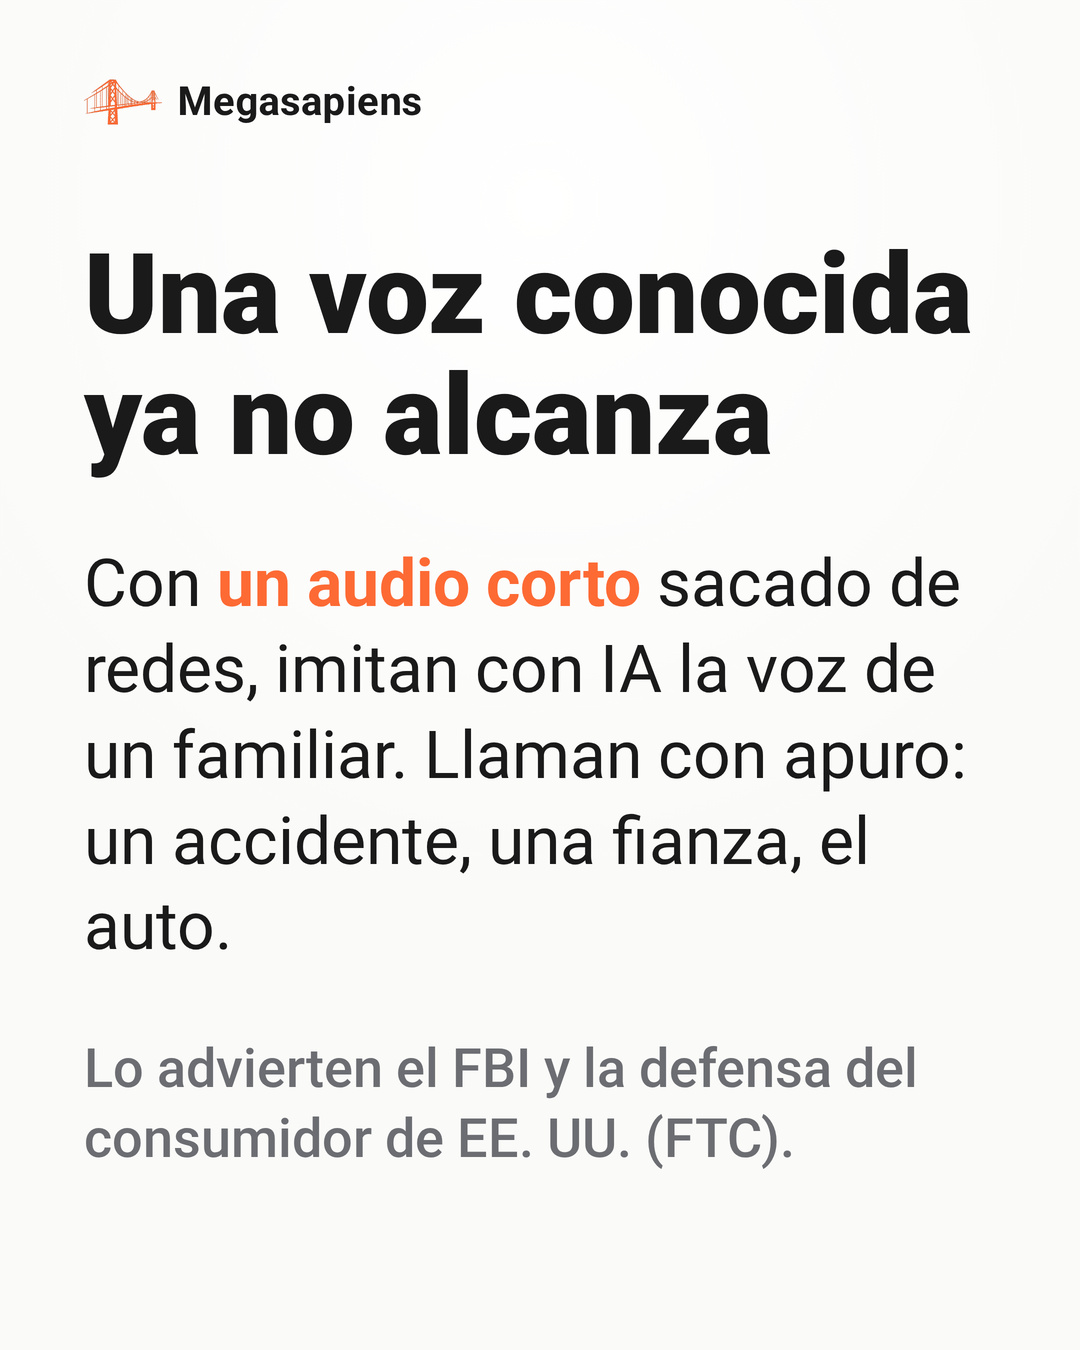 Megasapiens
Una voz conocida
ya no alcanza
Con un audio corto sacado de
redes, imitan con IA la voz de
un familiar. Llaman con apuro:
un accidente, una fianza, el
auto.
Lo advierten el FBI y la defensa del
consumidor de EE. UU. (FTC).